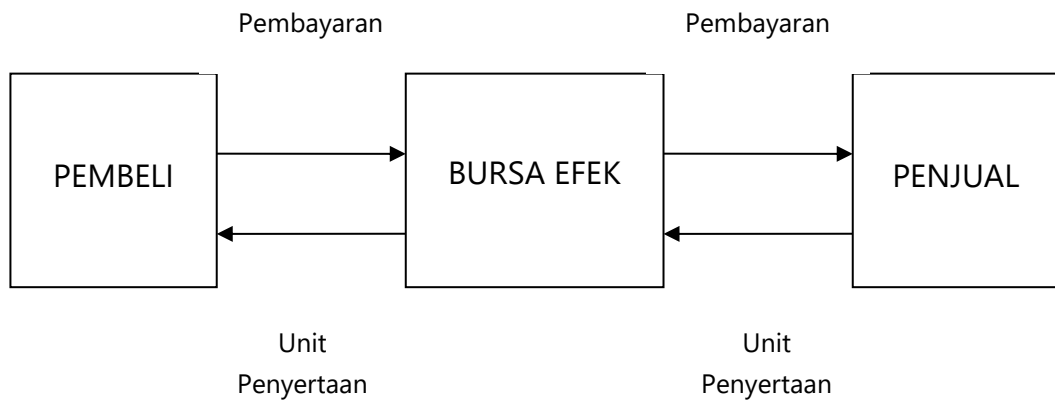 Pembayaran
Pembayaran
PEMBELI
BURSA EFEK
PENJUAL
Unit
Penyertaan
Unit
Penyertaan